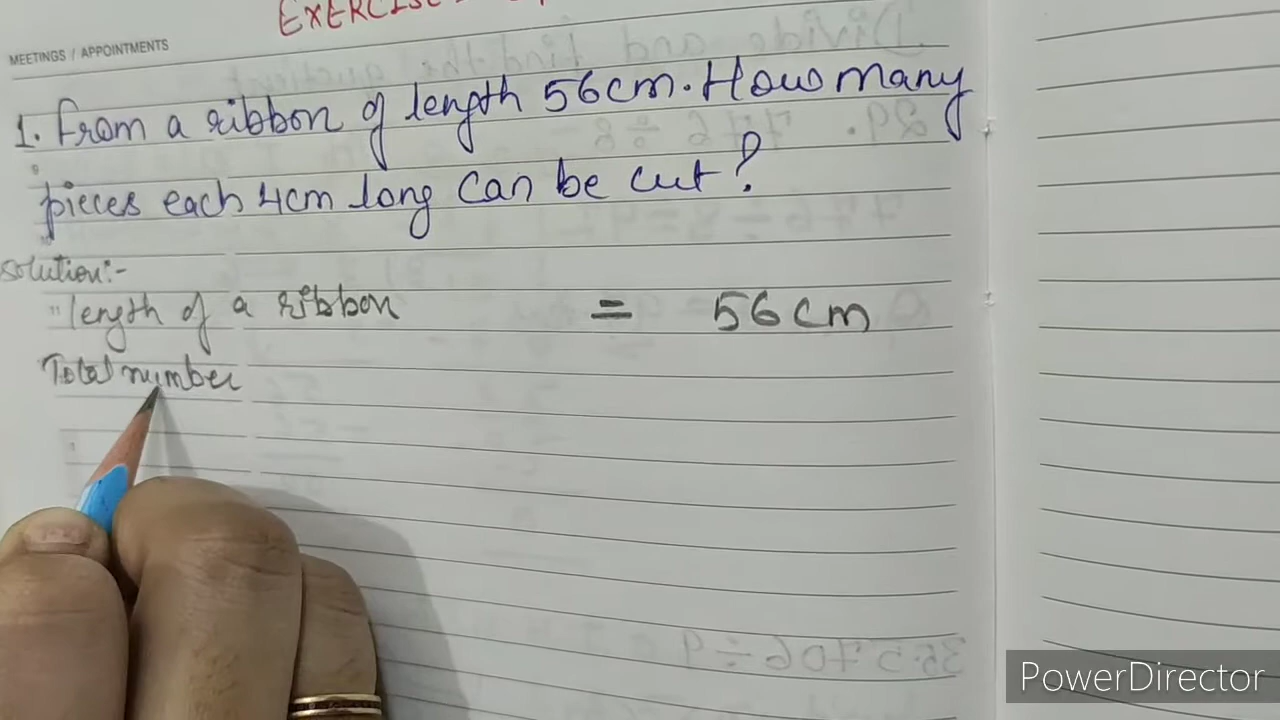 EXERCISE
MEETINGS / APPOINTMENTS
1. From a ribbon of length 56cm. How many
pieces each 4cm long can be cut?
Solution:-
length of a ribbon = 56cm
Total number
PowerDirector